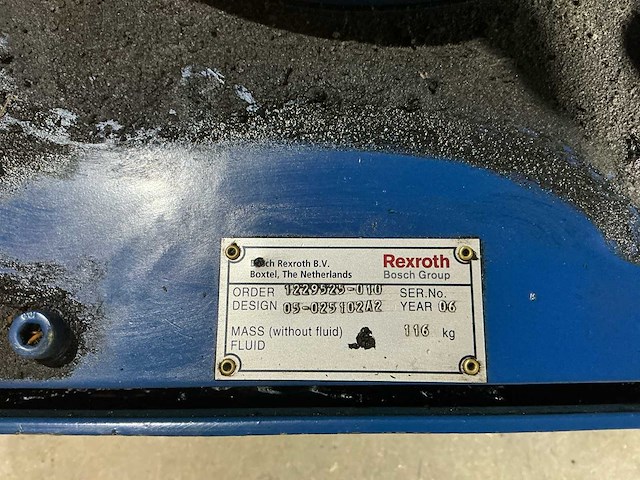 Bosch Rexroth B.V.
Boxtel, The Netherlands
Rexroth
Bosch Group
ORDER 1229525-010 SER.No.
DESIGN 05-025102A2 YEAR 06
MASS (without fluid) 116 kg
FLUID